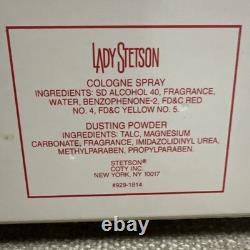 LADY STETSON
COLOGNE SPRAY
INGREDIENTS: SD ALCOHOL 40, FRAGRANCE,
WATER, BENZOPHENONE-2, FD&C RED
NO. 4, FD&C YELLOW NO. 5.
DUSTING POWDER
INGREDIENTS: TALC, MAGNESIUM
CARBONATE, FRAGRANCE, IMIDAZOLIDINYL UREA,
METHYLPARABEN, PROPYLPARABEN.
STETSON®
COTY INC.
NEW YORK, NY 10017
#929-1814